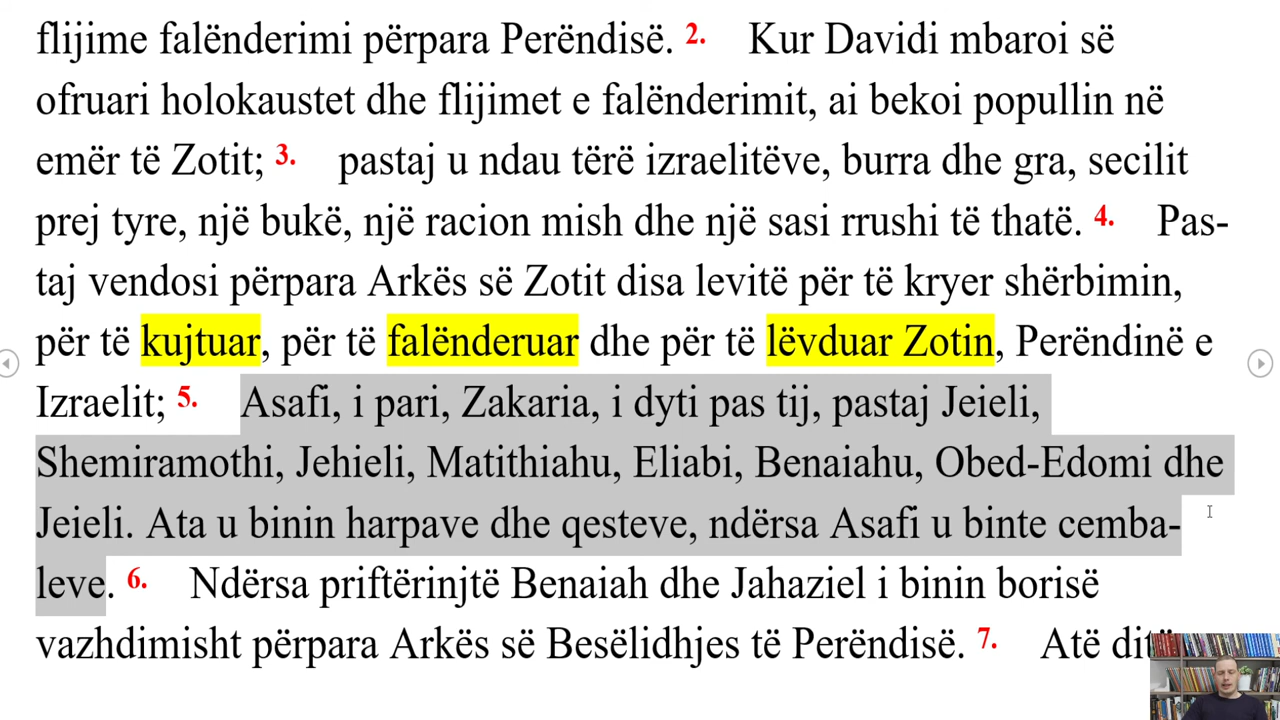 flijime falënderimi përpara Perëndisë. 2. Kur Davidi mbaroi së
ofruari holokaustet dhe flijimet e falënderimit, ai bekoi popullin në
emër të Zotit; 3. pastaj u ndau tërë izraelitëve, burra dhe gra, secilit
prej tyre, një bukë, një racion mish dhe një sasi rrushi të thatë. 4. Pas-
taj vendosi përpara Arkës së Zotit disa levitë për të kryer shërbimin,
për të kujtuar, për të falënderuar dhe për të lëvduar Zotin, Perëndinë e
Izraelit; 5. Asafi, i pari, Zakaria, i dyti pas tij, pastaj Jeieli,
Shemiramothi, Jehieli, Matithiahu, Eliabi, Benaiahu, Obed-Edomi dhe
Jeieli. Ata u binin harpave dhe qesteve, ndërsa Asafi u binte cemba-
leve. 6. Ndërsa priftërinjtë Benaiah dhe Jahaziel i binin borisë
vazhdimisht përpara Arkës së Besëlidhjes të Perëndisë. 7. Atë